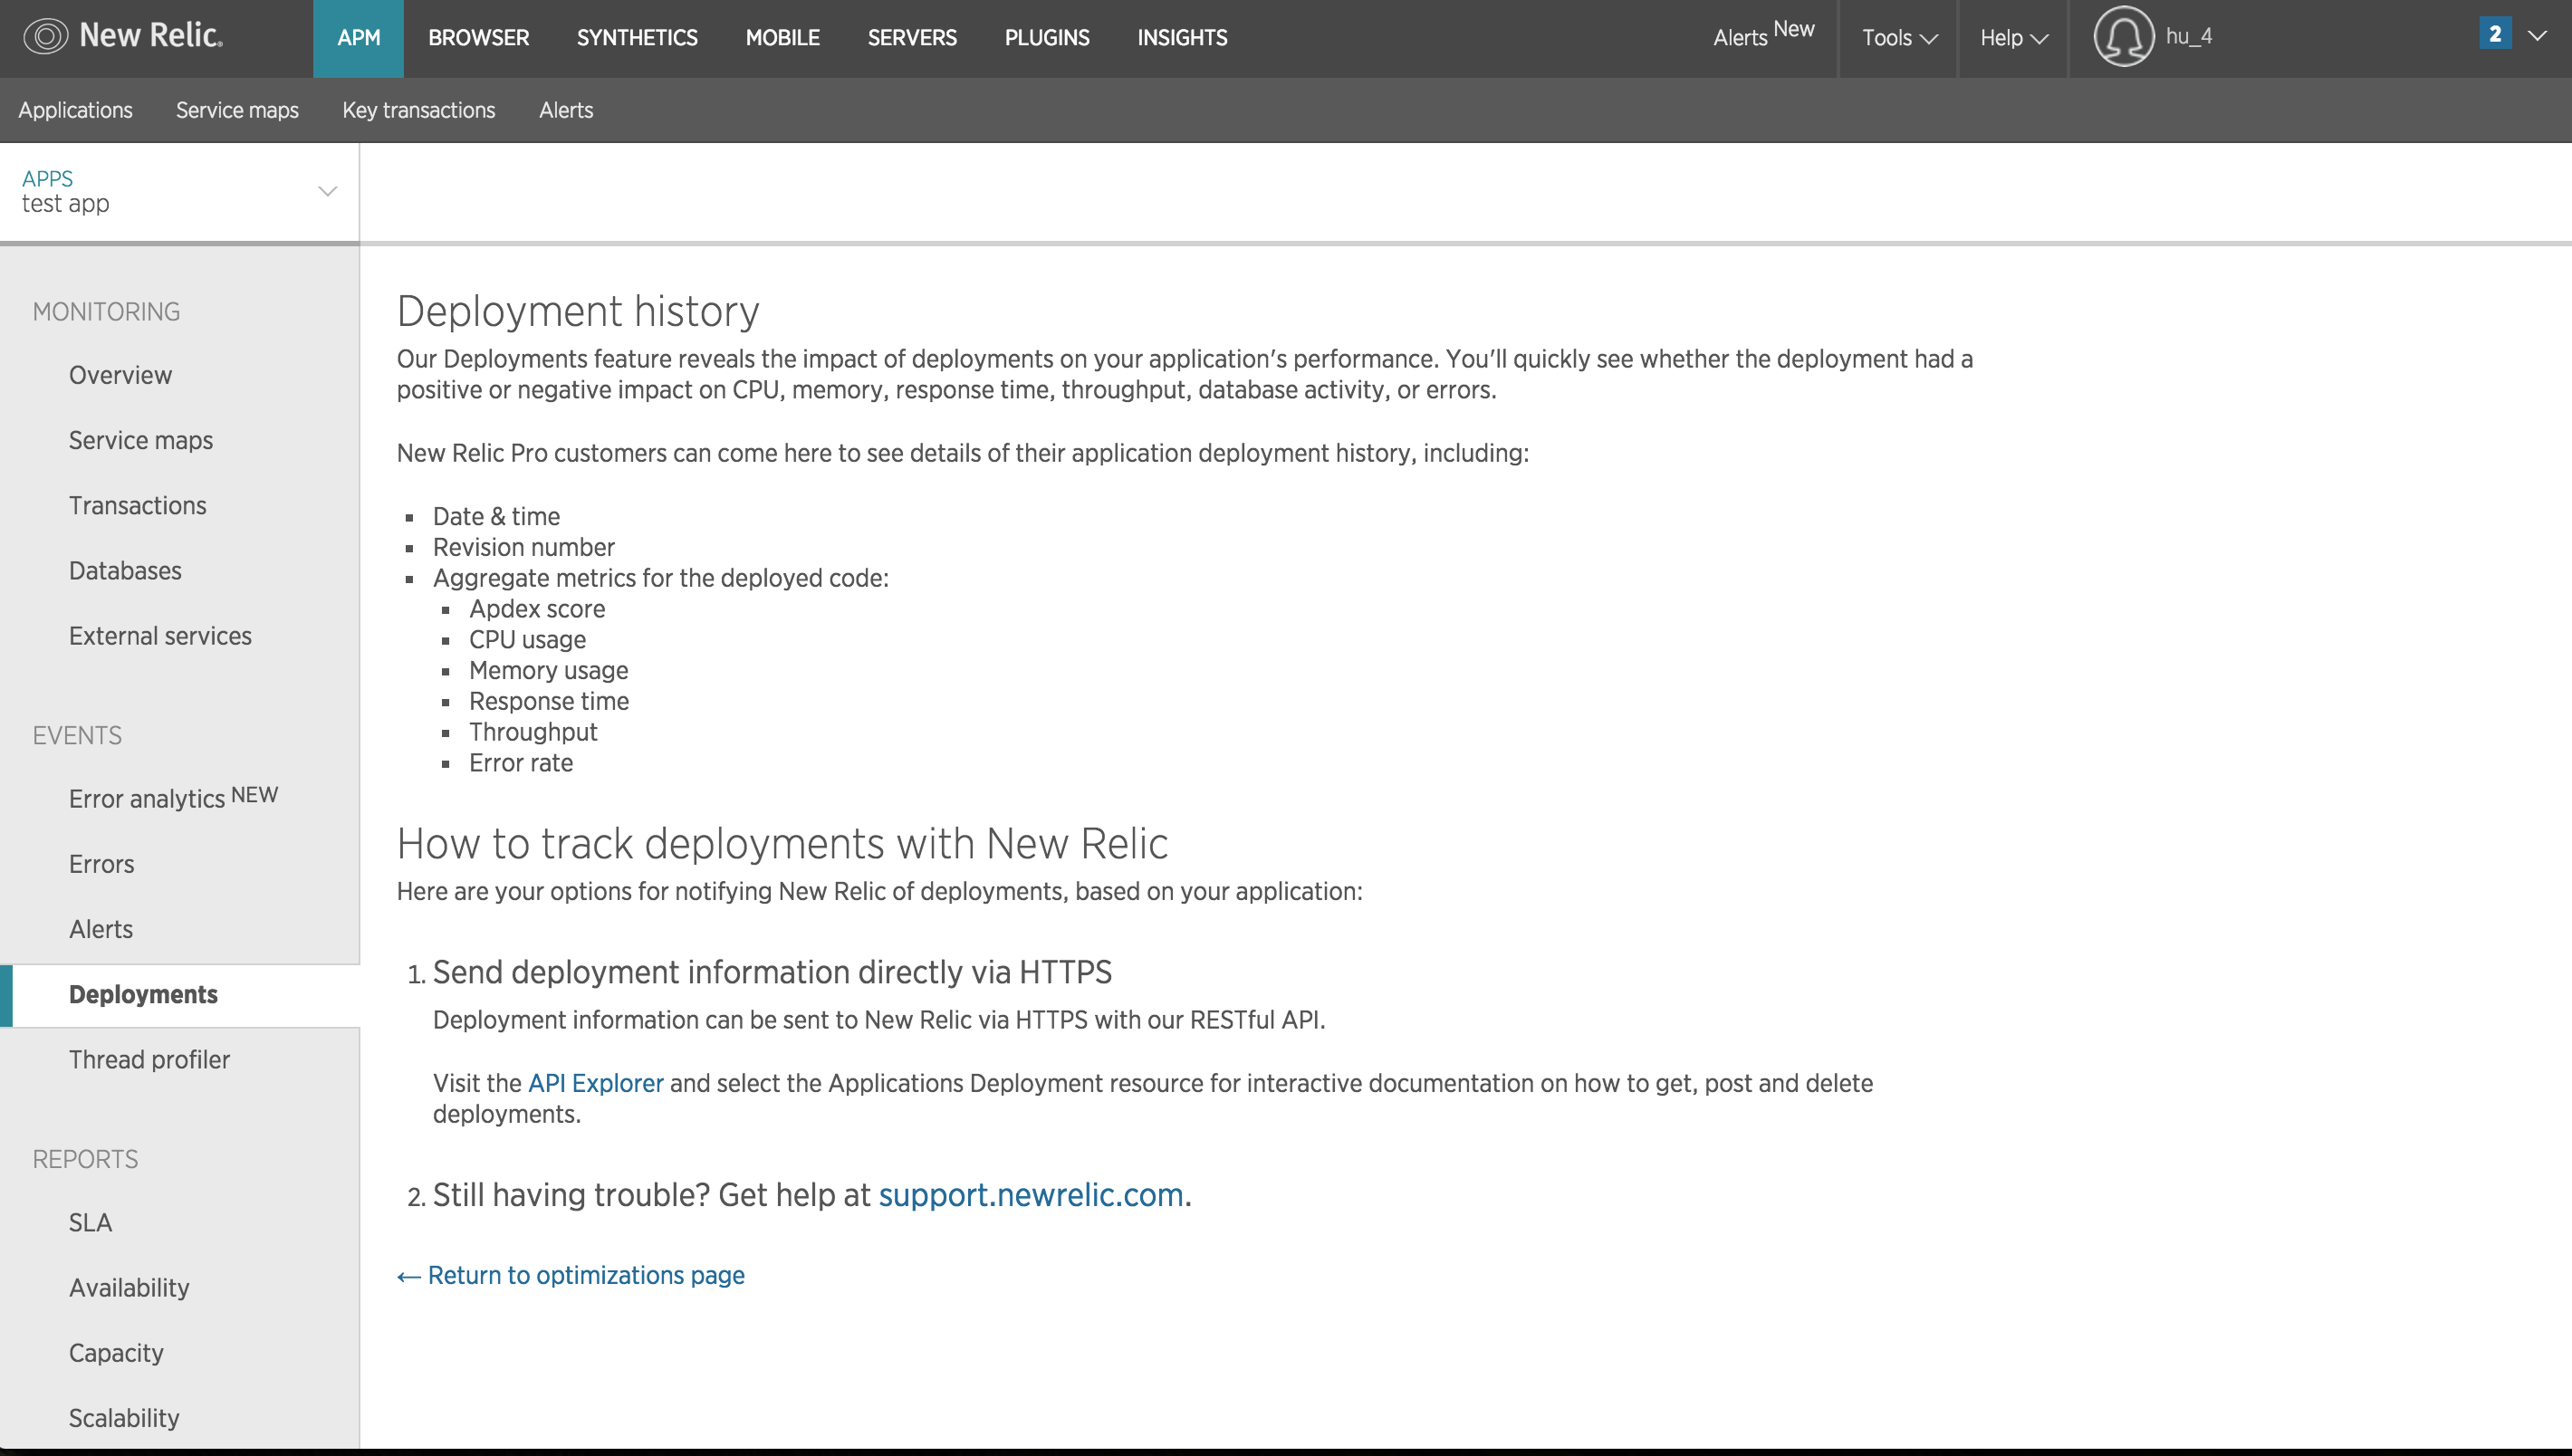 New Relic.
APM BROWSER SYNTHETICS MOBILE SERVERS PLUGINS INSIGHTS
Alerts New Tools Help hu_4 2
Applications Service maps Key transactions Alerts
APPS
test app
MONITORING
Overview
Service maps
Transactions
Databases
External services
EVENTS
Error analytics NEW
Errors
Alerts
Deployments
Thread profiler
REPORTS
SLA
Availability
Capacity
Scalability
Deployment history
Our Deployments feature reveals the impact of deployments on your application's performance. You'll quickly see whether the deployment had a
positive or negative impact on CPU, memory, response time, throughput, database activity, or errors.
New Relic Pro customers can come here to see details of their application deployment history, including:
▪ Date & time
▪ Revision number
▪ Aggregate metrics for the deployed code:
▪ Apdex score
▪ CPU usage
▪ Memory usage
▪ Response time
▪ Throughput
▪ Error rate
How to track deployments with New Relic
Here are your options for notifying New Relic of deployments, based on your application:
1. Send deployment information directly via HTTPS
Deployment information can be sent to New Relic via HTTPS with our RESTful API.
Visit the API Explorer and select the Applications Deployment resource for interactive documentation on how to get, post and delete
deployments.
2. Still having trouble? Get help at support.newrelic.com.
← Return to optimizations page